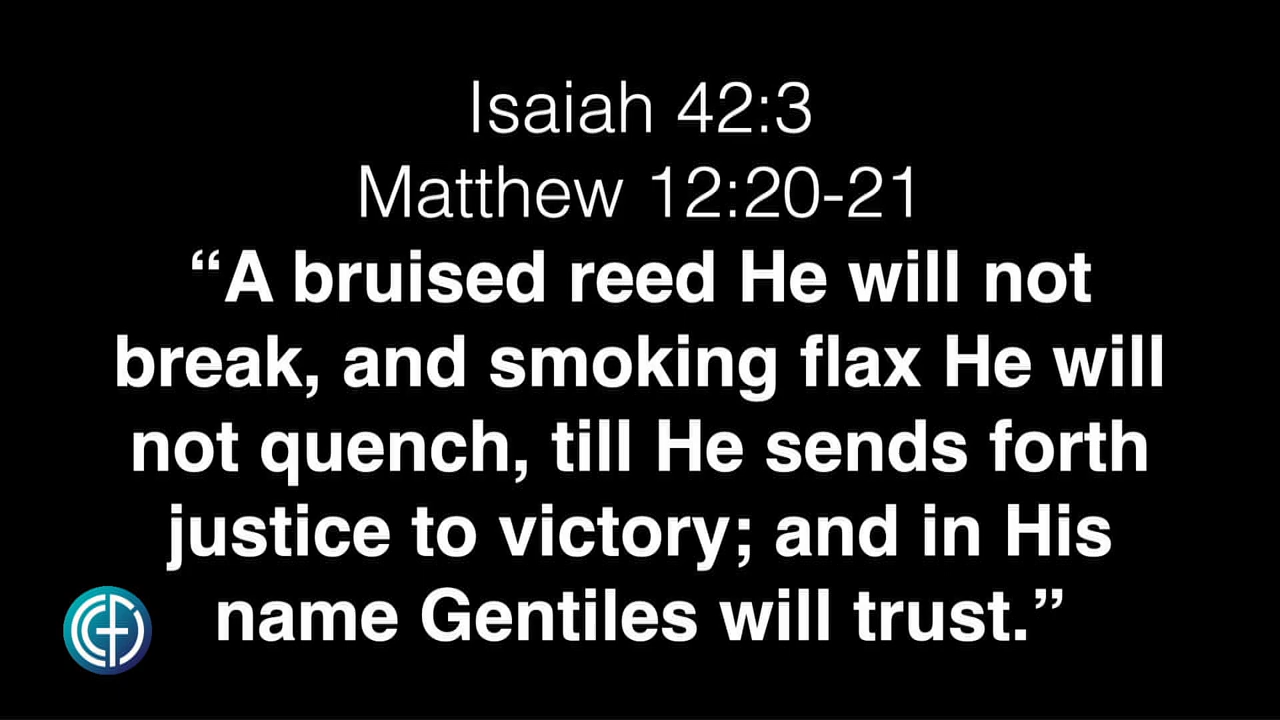 Isaiah 42:3
Matthew 12:20-21
“A bruised reed He will not
break, and smoking flax He will
not quench, till He sends forth
justice to victory; and in His
name Gentiles will trust.”